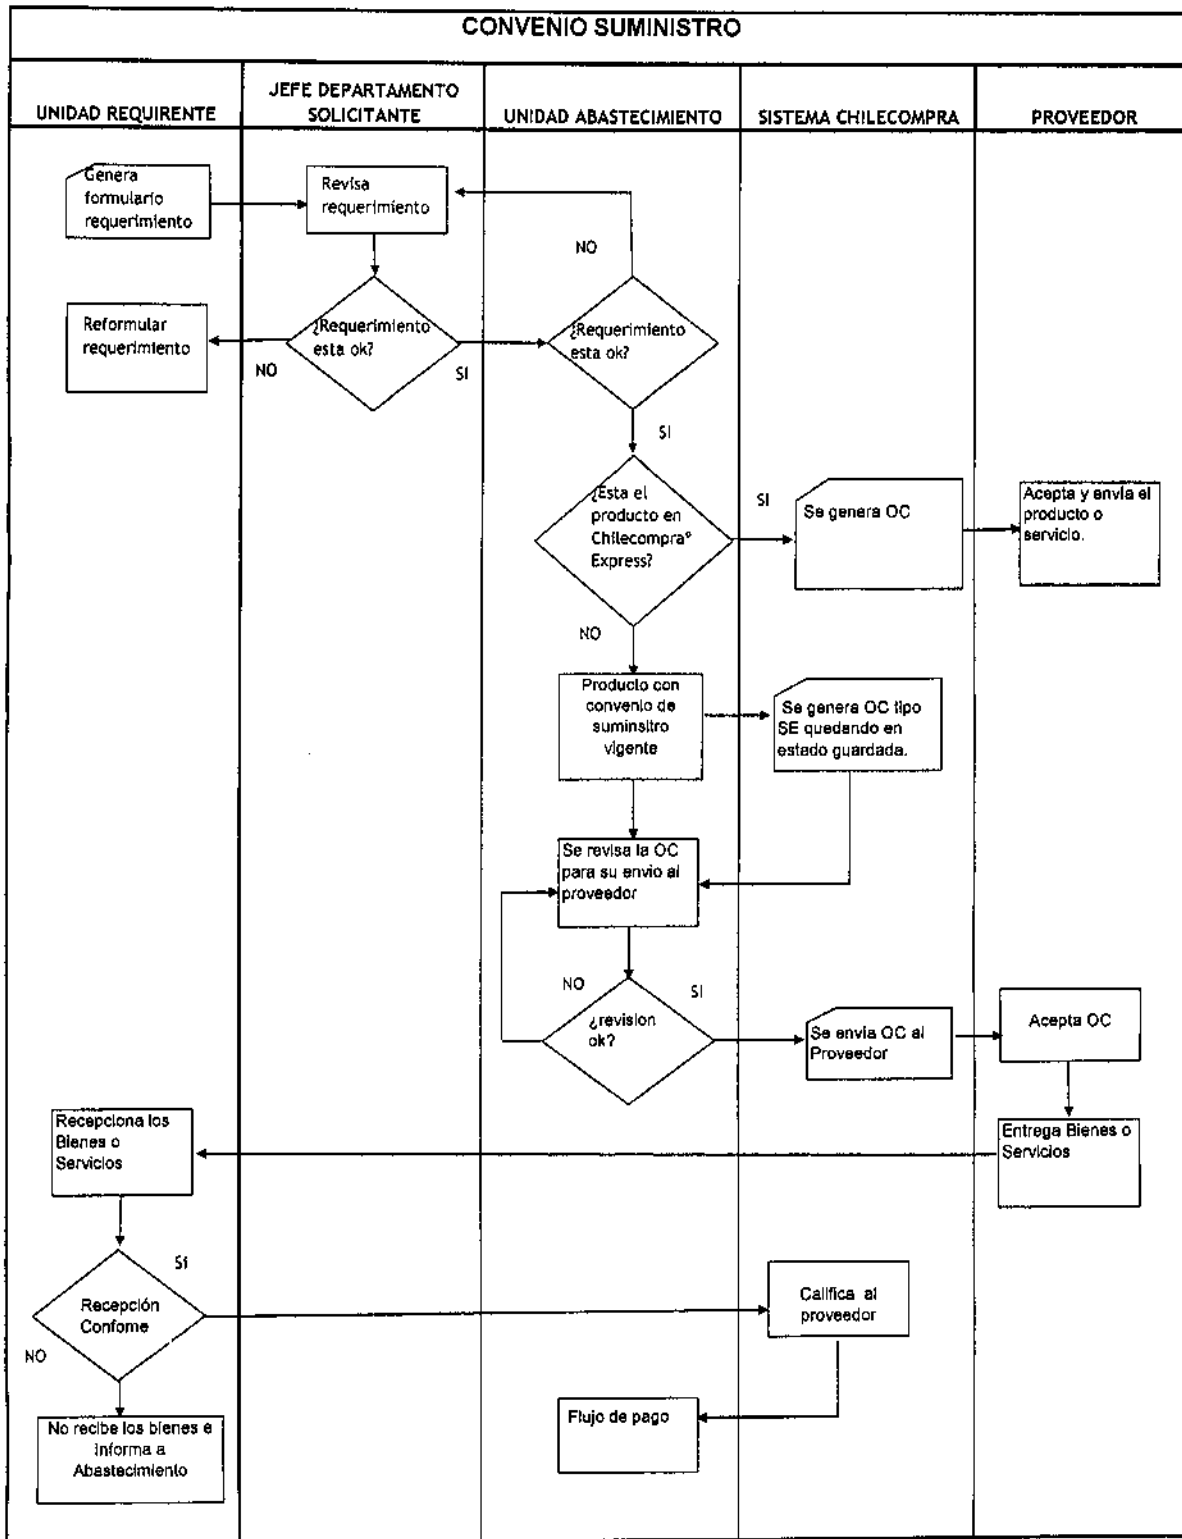 CONVENIO SUMINISTRO
UNIDAD REQUIRENTE
JEFE DEPARTAMENTO
SOLICITANTE
UNIDAD ABASTECIMIENTO
SISTEMA CHILECOMPRA
PROVEEDOR
Genera
formulario
requerimiento
Revisa
requerimiento
NO
Reformular
requerimiento
NO
¿Requerimiento
esta ok?
SI
¿Requerimiento
esta ok?
SI
¿Esta el
producto en
Chilecompraº
Express?
SI
Se genera OC
Acepta y envía el
producto o
servicio.
NO
Producto con
convenio de
suminsitro
vigente
Se genera OC tipo
SE quedando en
estado guardada.
Se revisa la OC
para su envio al
proveedor
NO
SI
¿revision
ok?
Se envia OC al
Proveedor
Acepta OC
Recepciona los
Bienes o
Servicios
Entrega Bienes o
Servicios
SI
Recepción
Confome
NO
Califica al
proveedor
No recibe los bienes e
informa a
Abastecimiento
Flujo de pago